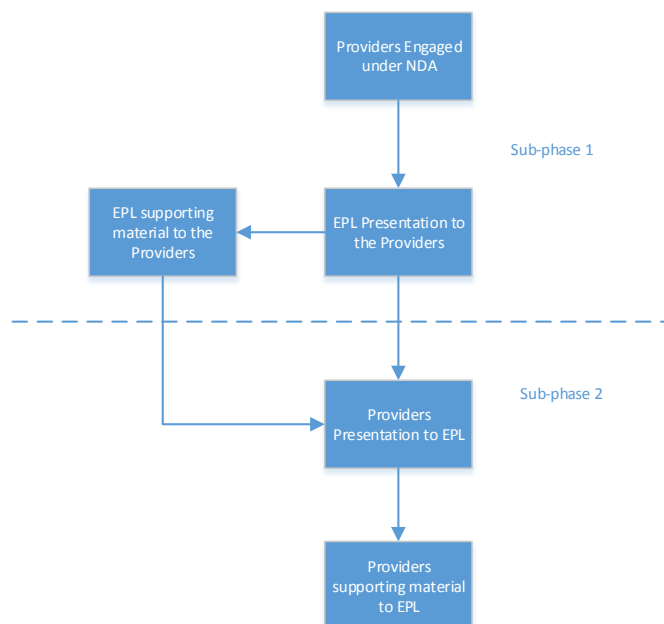 Providers Engaged
under NDA
Sub-phase 1
EPL supporting
material to the
Providers
EPL Presentation to
the Providers
Sub-phase 2
Providers
Presentation to EPL
Providers
supporting material
to EPL